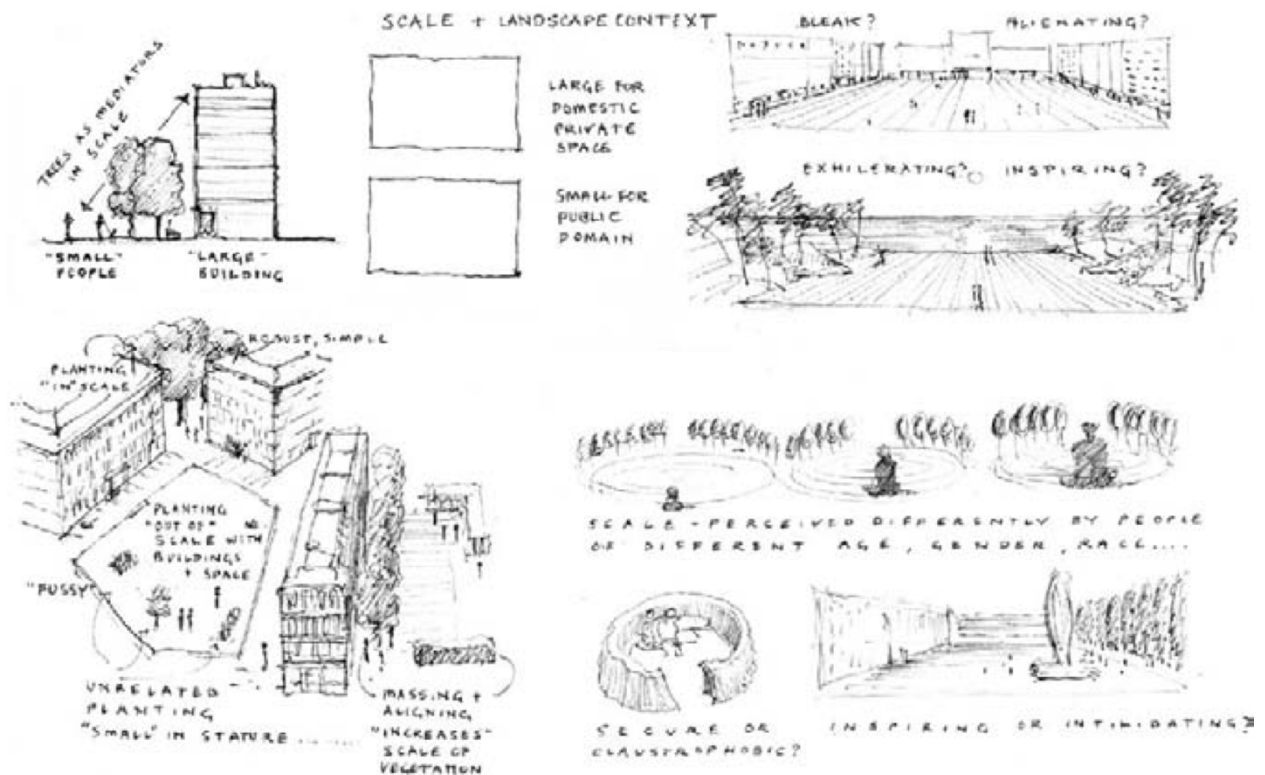 SCALE + LANDSCAPE CONTEXT
TREES AS MEDIATORS
IN SCALE
"SMALL"
PEOPLE
"LARGE"
BUILDING
LARGE FOR
DOMESTIC
PRIVATE
SPACE
SMALL FOR
PUBLIC
DOMAIN
BLEAK? ALIENATING?
EXHILERATING? INSPIRING?
PLANTING
"IN" SCALE
ROBUST, SIMPLE
PLANTING
"OUT OF"
SCALE WITH
BUILDINGS
+ SPACE
"FUSSY"
UNRELATED
PLANTING
"SMALL" IN STATURE........
MASSING +
ALIGNING
"INCREASES"
SCALE OF
VEGETATION
SCALE - PERCEIVED DIFFERENTLY BY PEOPLE
OF DIFFERENT AGE, GENDER, RACE....
SECURE OR
CLAUSTROPHOBIC?
INSPIRING OR INTIMIDATING?